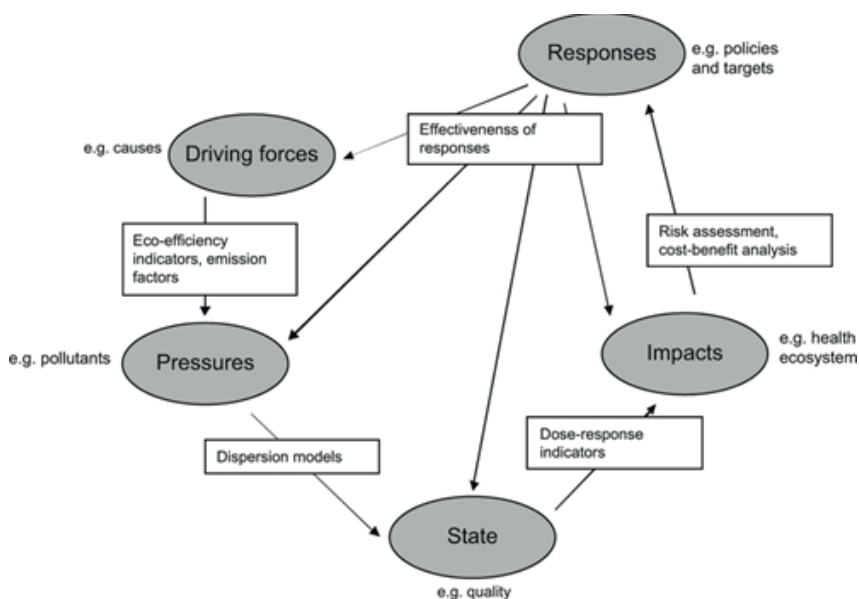 Responses
e.g. policies
and targets
Effectivenenss of
responses
e.g. causes
Driving forces
Eco-efficiency
indicators, emission
factors
Risk assessment,
cost-benefit analysis
e.g. pollutants
Pressures
Impacts
e.g. health
ecosystem
Dispersion models
Dose-response
indicators
State
e.g. quality